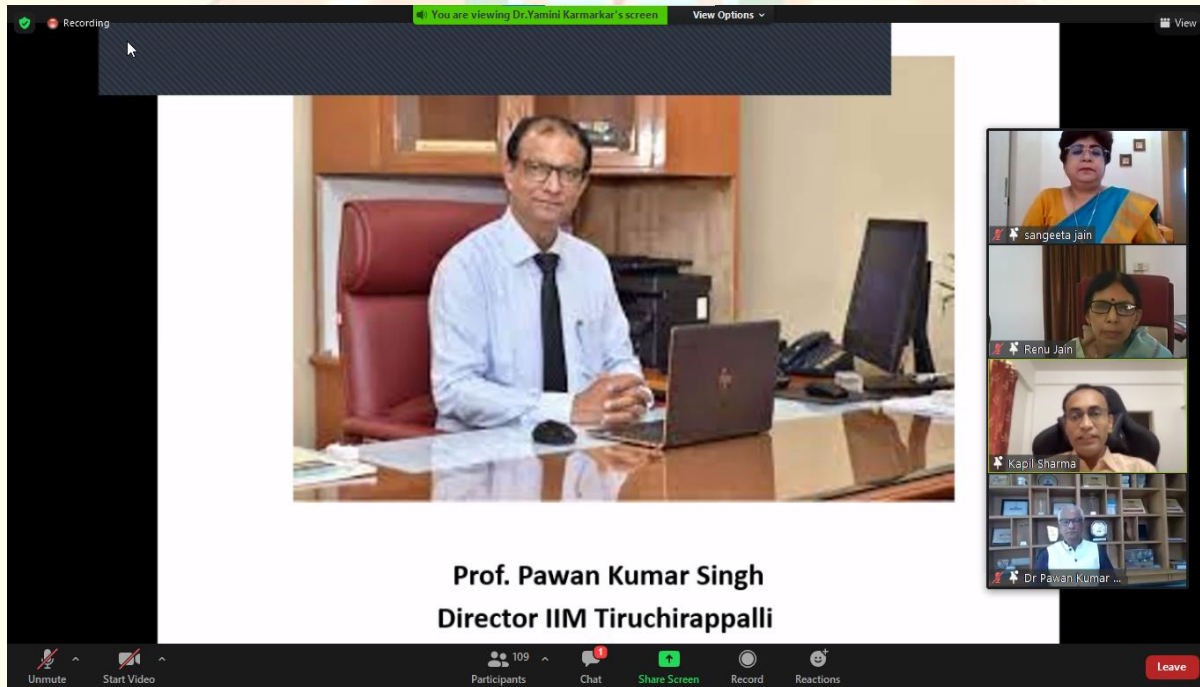 You are viewing Dr.Yamini Karmarkar's screen
View Options
Recording
View
sangeeta jain
Renu Jain
Kapil Sharma
Dr Pawan Kumar ...
Prof. Pawan Kumar Singh
Director IIM Tiruchirappalli
Unmute
Start Video
109
Participants
1
Chat
Share Screen
Record
Reactions
Leave